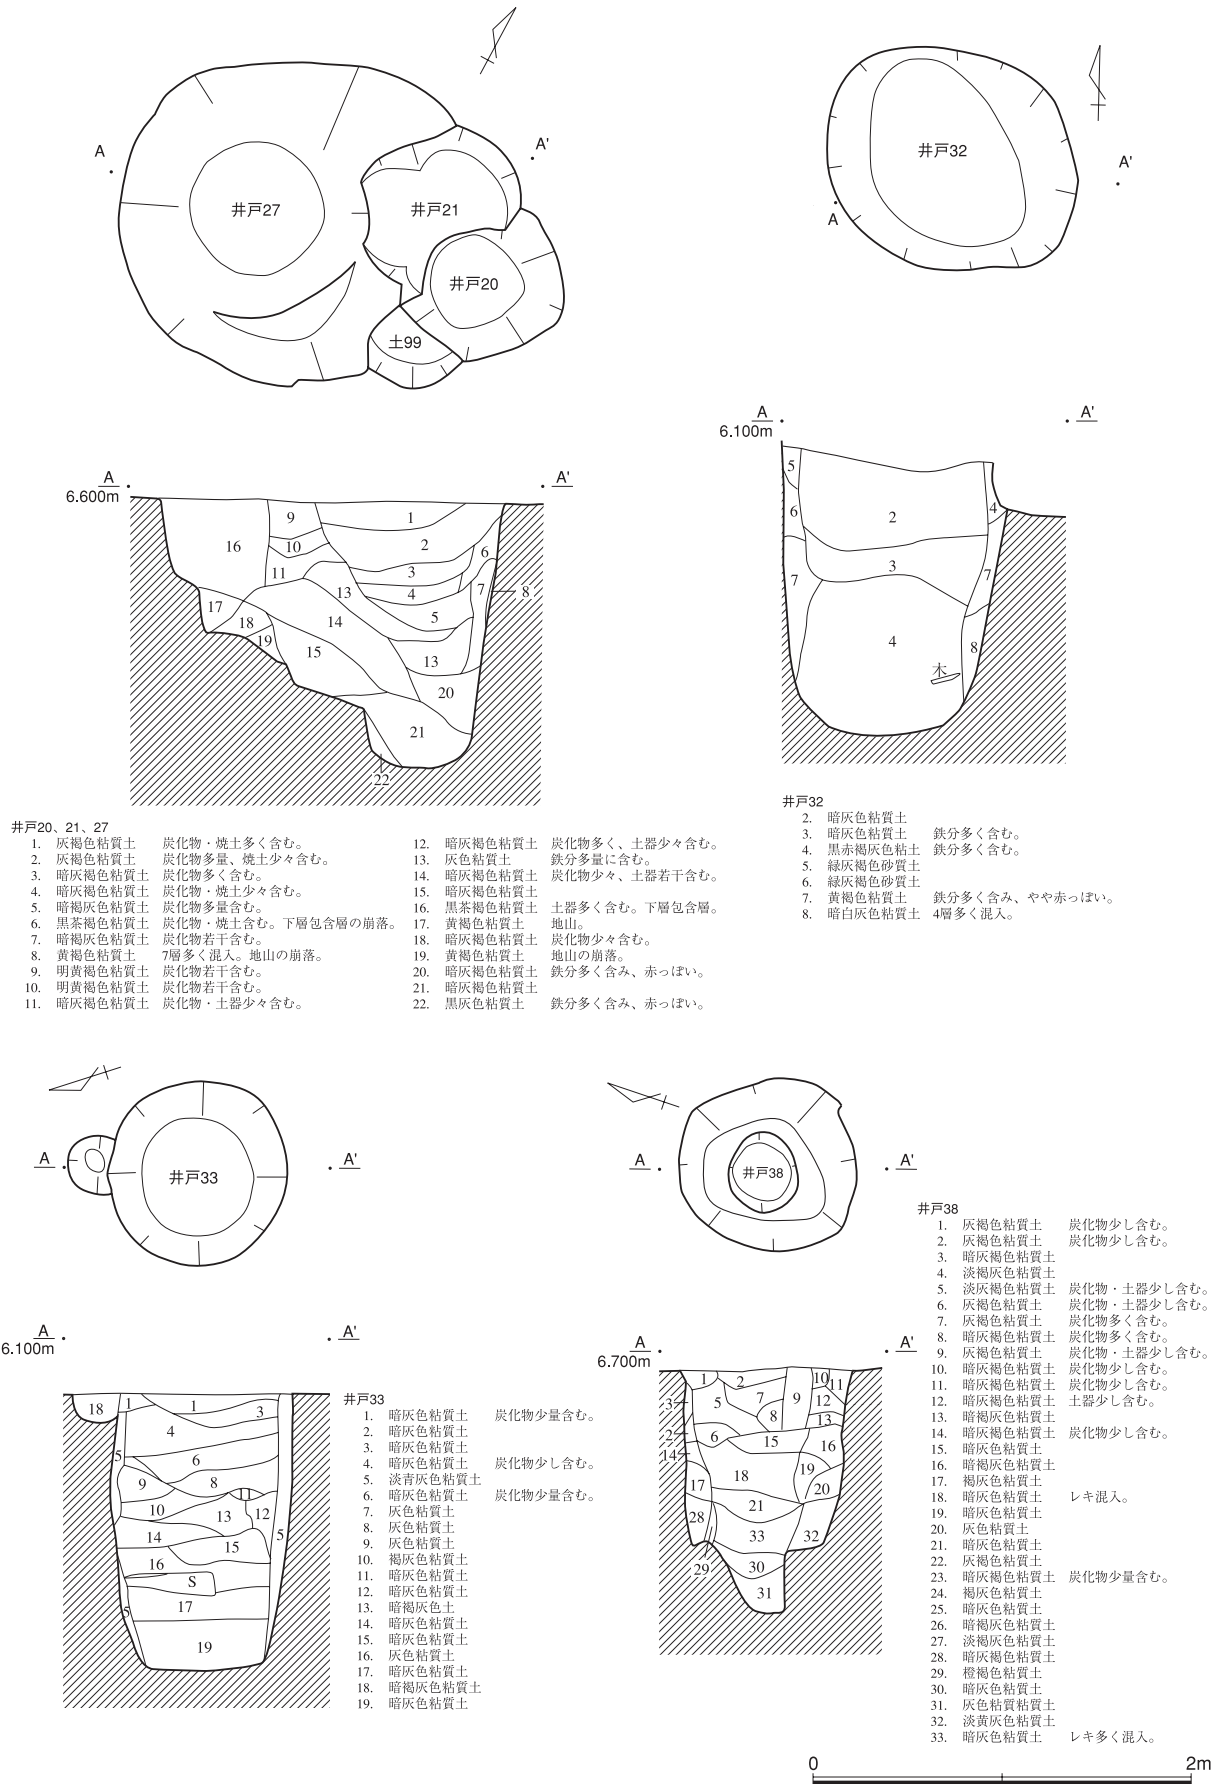 A
A'
井戸27
井戸21
井戸20
土99
井戸32
A'
A
A
6.600m
A'
9
1
16
10
2
6
11
3
13
4
7
8
17
14
5
18
19
15
13
20
21
22
A
6.100m
A'
5
6
2
4
3
7
7
4
8
木
井戸20、21、27
1. 灰褐色粘質土 炭化物・焼土多く含む。
2. 灰褐色粘質土 炭化物多量、焼土少々含む。
3. 暗灰褐色粘質土 炭化物多く含む。
4. 暗灰褐色粘質土 炭化物・焼土少々含む。
5. 暗褐灰色粘質土 炭化物多量含む。
6. 黒茶褐色粘質土 炭化物・焼土含む。下層包含層の崩落。
7. 暗褐灰色粘質土 炭化物若干含む。
8. 黄褐色粘質土 7層多く混入。地山の崩落。
9. 明黄褐色粘質土 炭化物若干含む。
10. 明黄褐色粘質土 炭化物若干含む。
11. 暗灰褐色粘質土 炭化物・土器少々含む。
12. 暗灰褐色粘質土 炭化物多く、土器少々含む。
13. 灰色粘質土 鉄分多量に含む。
14. 暗灰褐色粘質土 炭化物少々、土器若干含む。
15. 暗灰褐色粘質土
16. 黒茶褐色粘質土 土器多く含む。下層包含層。
17. 黄褐色粘質土 地山。
18. 暗灰褐色粘質土 炭化物少々含む。
19. 黄褐色粘質土 地山の崩落。
20. 暗灰褐色粘質土 鉄分多く含み、赤っぽい。
21. 暗灰褐色粘質土
22. 黒灰色粘質土 鉄分多く含み、赤っぽい。
井戸32
2. 暗灰色粘質土
3. 暗灰色粘質土 鉄分多く含む。
4. 黒赤褐灰色粘土 鉄分多く含む。
5. 緑灰褐色砂質土
6. 緑灰褐色砂質土
7. 黄褐色粘質土 鉄分多く含み、やや赤っぽい。
8. 暗白灰色粘質土 4層多く混入。
A
A'
井戸33
A
6.100m
A'
18
1
1
3
4
5
6
9
8
11
10
13
12
14
15
5
16
S
17
5
19
井戸33
1. 暗灰色粘質土 炭化物少量含む。
2. 暗灰色粘質土
3. 暗灰色粘質土
4. 暗灰色粘質土 炭化物少し含む。
5. 淡青灰色粘質土
6. 暗灰色粘質土 炭化物少量含む。
7. 灰色粘質土
8. 灰色粘質土
9. 灰色粘質土
10. 褐灰色粘質土
11. 暗灰色粘質土
12. 暗灰色粘質土
13. 暗褐灰色土
14. 暗灰色粘質土
15. 暗灰色粘質土
16. 灰色粘質土
17. 暗灰色粘質土
18. 暗褐灰色粘質土
19. 暗灰色粘質土
A
A'
井戸38
A
6.700m
A'
1
2
10
11
3
5
7
9
12
8
13
2
6
15
16
14
18
19
17
20
21
28
33
32
29
30
31
井戸38
1. 灰褐色粘質土 炭化物少し含む。
2. 灰褐色粘質土 炭化物少し含む。
3. 暗灰褐色粘質土
4. 淡褐灰色粘質土
5. 淡灰褐色粘質土 炭化物・土器少し含む。
6. 灰褐色粘質土 炭化物・土器少し含む。
7. 灰褐色粘質土 炭化物多く含む。
8. 暗灰褐色粘質土 炭化物多く含む。
9. 灰褐色粘質土 炭化物・土器少し含む。
10. 暗灰褐色粘質土 炭化物少し含む。
11. 暗灰褐色粘質土 炭化物少し含む。
12. 暗灰褐色粘質土 土器少し含む。
13. 暗褐灰色粘質土
14. 暗灰褐色粘質土 炭化物少し含む。
15. 暗灰色粘質土
16. 暗褐灰色粘質土
17. 褐灰色粘質土
18. 暗灰色粘質土 レキ混入。
19. 暗灰色粘質土
20. 灰色粘質土
21. 暗灰色粘質土
22. 灰褐色粘質土
23. 暗灰褐色粘質土 炭化物少量含む。
24. 褐灰色粘質土
25. 暗灰色粘質土
26. 暗褐灰色粘質土
27. 淡褐灰色粘質土
28. 暗灰褐色粘質土
29. 橙褐色粘質土
30. 暗灰色粘質土
31. 灰色粘質粘質土
32. 淡黄灰色粘質土
33. 暗灰色粘質土 レキ多く混入。
0
2m